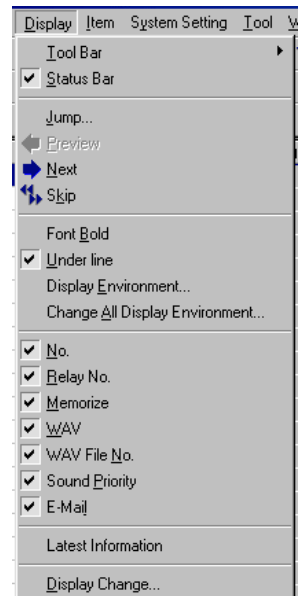 Display Item System Setting Tool
Tool Bar
Status Bar
Jump...
Preview
Next
Skip
Font Bold
Under line
Display Environment...
Change All Display Environment...
No.
Relay No.
Memorize
WAV
WAV File No.
Sound Priority
E-Mail
Latest Information
Display Change...